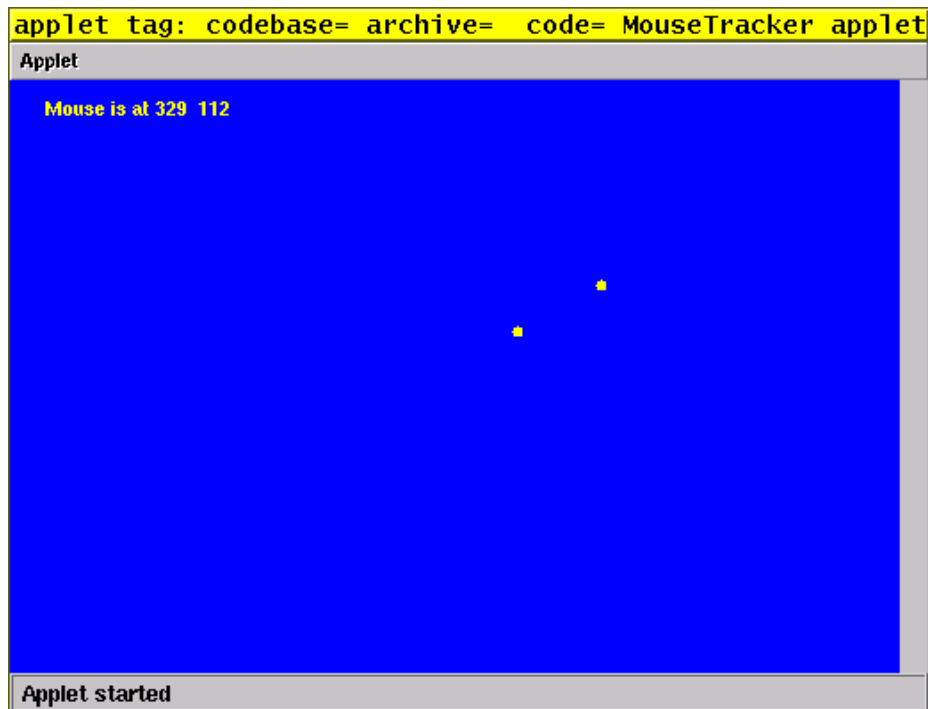 applet tag: codebase= archive=  code= MouseTracker applet
Applet
Mouse is at 329  112
Applet started